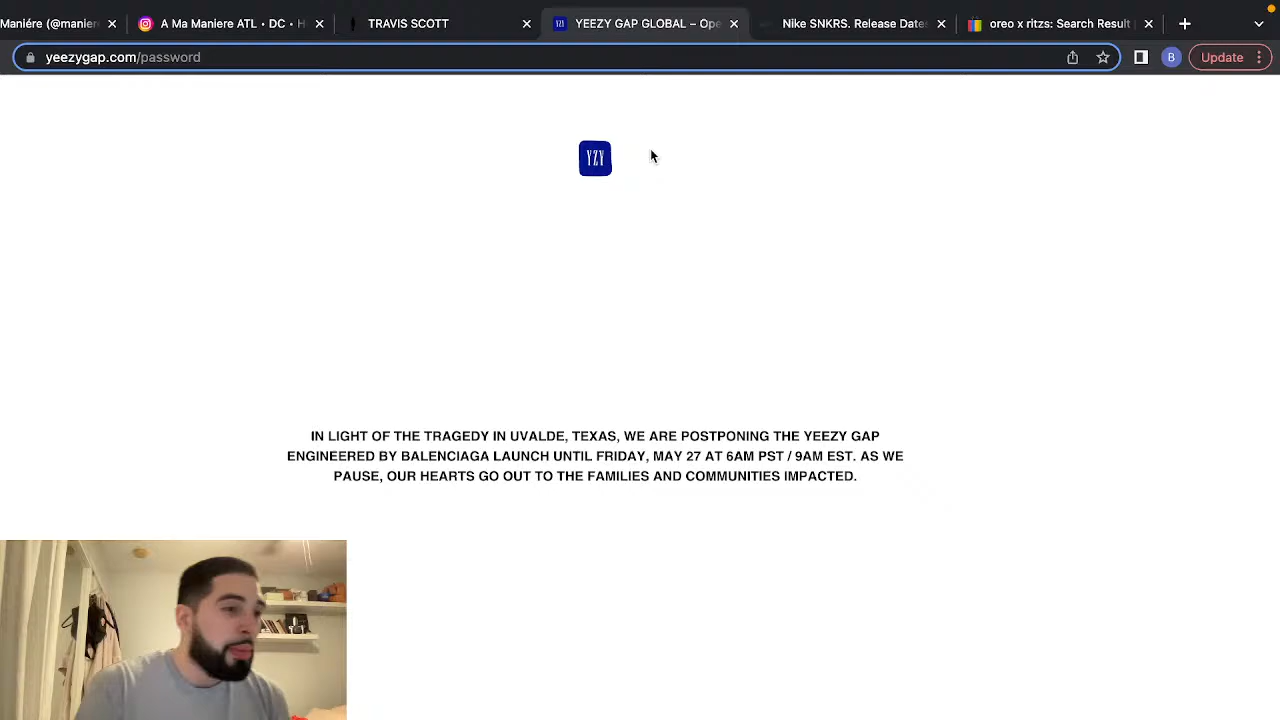 Maniére (@manier
A Ma Maniere ATL • DC • H
TRAVIS SCOTT
YEEZY GAP GLOBAL – Ope
Nike SNKRS. Release Dates
oreo x ritzs: Search Result
yeezygap.com/password
B
Update
YZY
IN LIGHT OF THE TRAGEDY IN UVALDE, TEXAS, WE ARE POSTPONING THE YEEZY GAP
ENGINEERED BY BALENCIAGA LAUNCH UNTIL FRIDAY, MAY 27 AT 6AM PST / 9AM EST. AS WE
PAUSE, OUR HEARTS GO OUT TO THE FAMILIES AND COMMUNITIES IMPACTED.